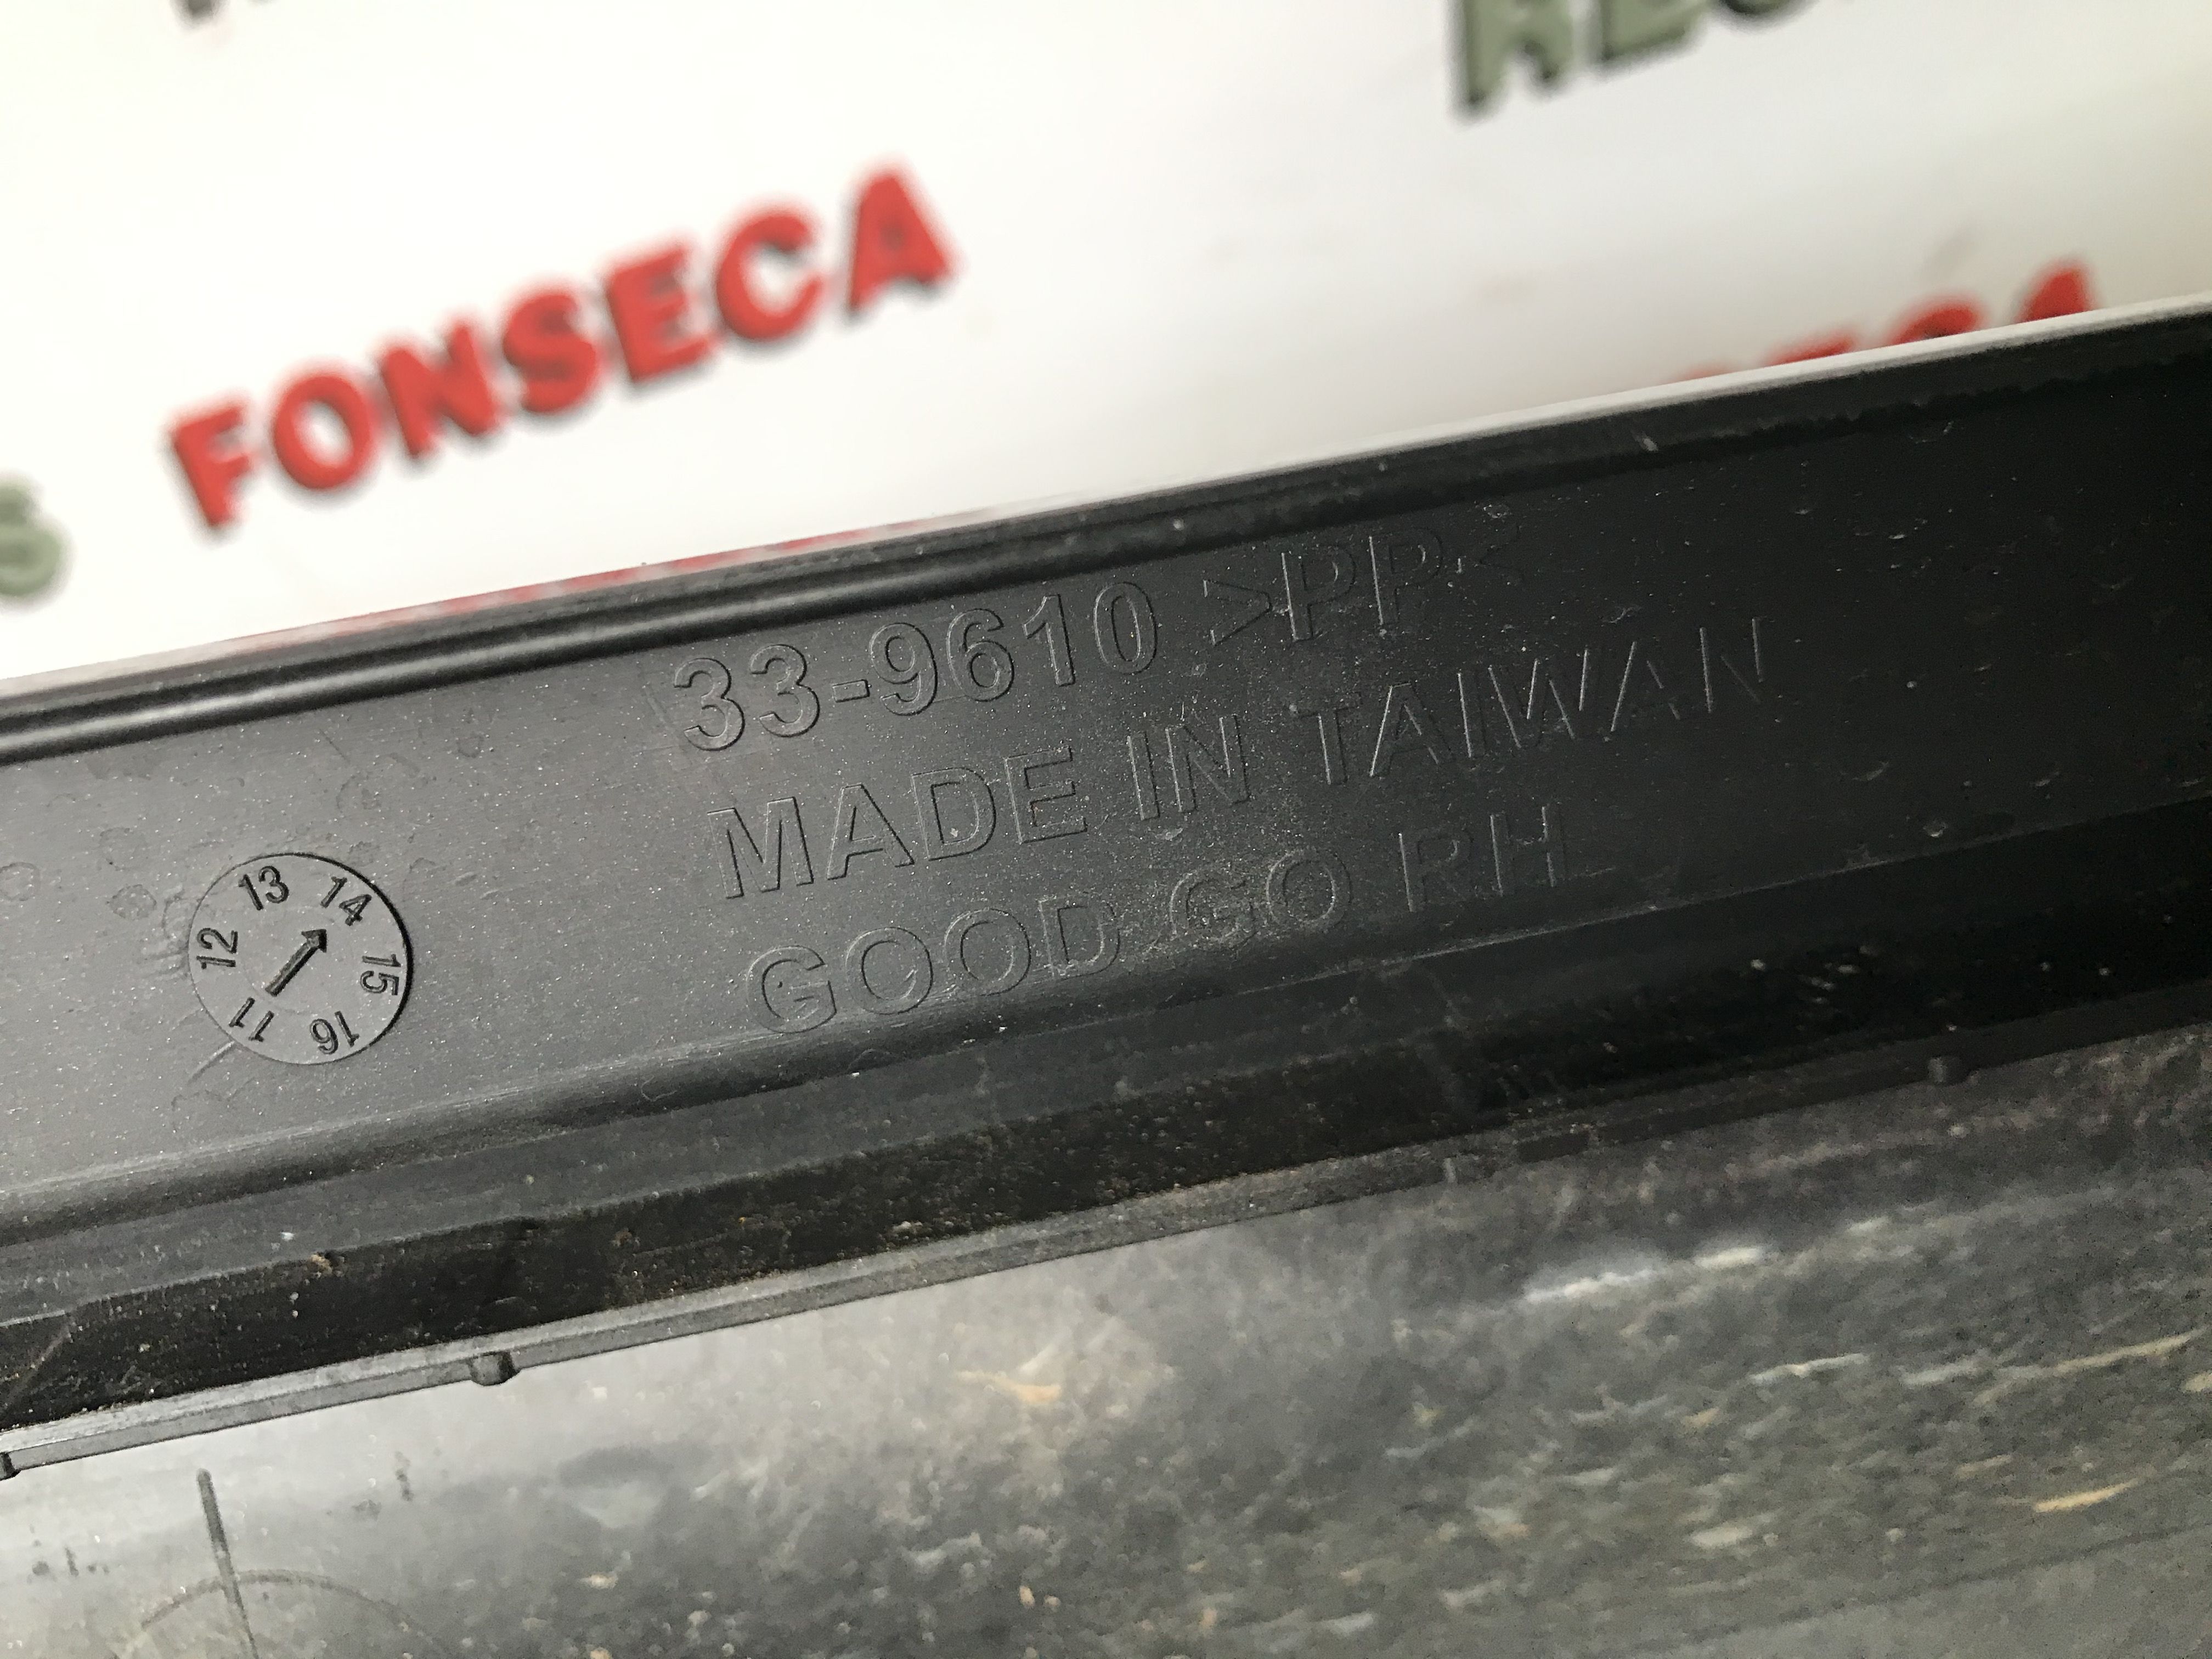 FONSECA
33-9610 >PP<
MADE IN TAIWAN
GOOD GO RH
13 14
12 15
11 16